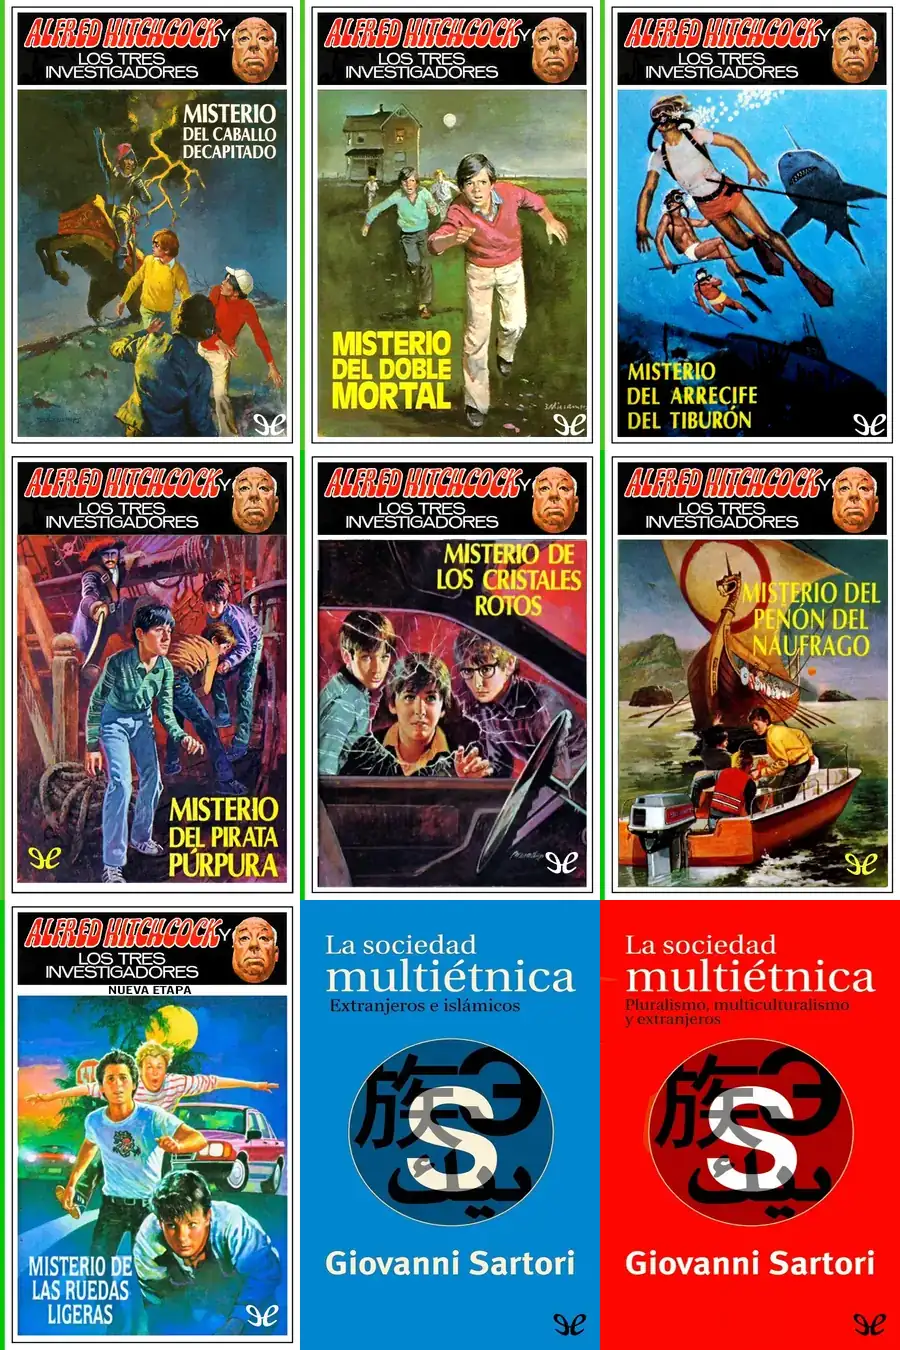 ALFRED HITCHCOCK Y
LOS TRES
INVESTIGADORES
MISTERIO
DEL CABALLO
DECAPITADO
ALFRED HITCHCOCK Y
LOS TRES
INVESTIGADORES
MISTERIO
DEL DOBLE
MORTAL
ALFRED HITCHCOCK Y
LOS TRES
INVESTIGADORES
MISTERIO
DEL ARRECIFE
DEL TIBURÓN
ALFRED HITCHCOCK Y
LOS TRES
INVESTIGADORES
MISTERIO
DEL PIRATA
PÚRPURA
ALFRED HITCHCOCK Y
LOS TRES
INVESTIGADORES
MISTERIO DE
LOS CRISTALES
ROTOS
ALFRED HITCHCOCK Y
LOS TRES
INVESTIGADORES
MISTERIO DEL
PEÑÓN DEL
NÁUFRAGO
ALFRED HITCHCOCK Y
LOS TRES
INVESTIGADORES
NUEVA ETAPA
MISTERIO DE
LAS RUEDAS
LIGERAS
La sociedad
multiétnica
Extranjeros e islámicos
族
S
Giovanni Sartori
La sociedad
multiétnica
Pluralismo, multiculturalismo
y extranjeros
族
S
Giovanni Sartori